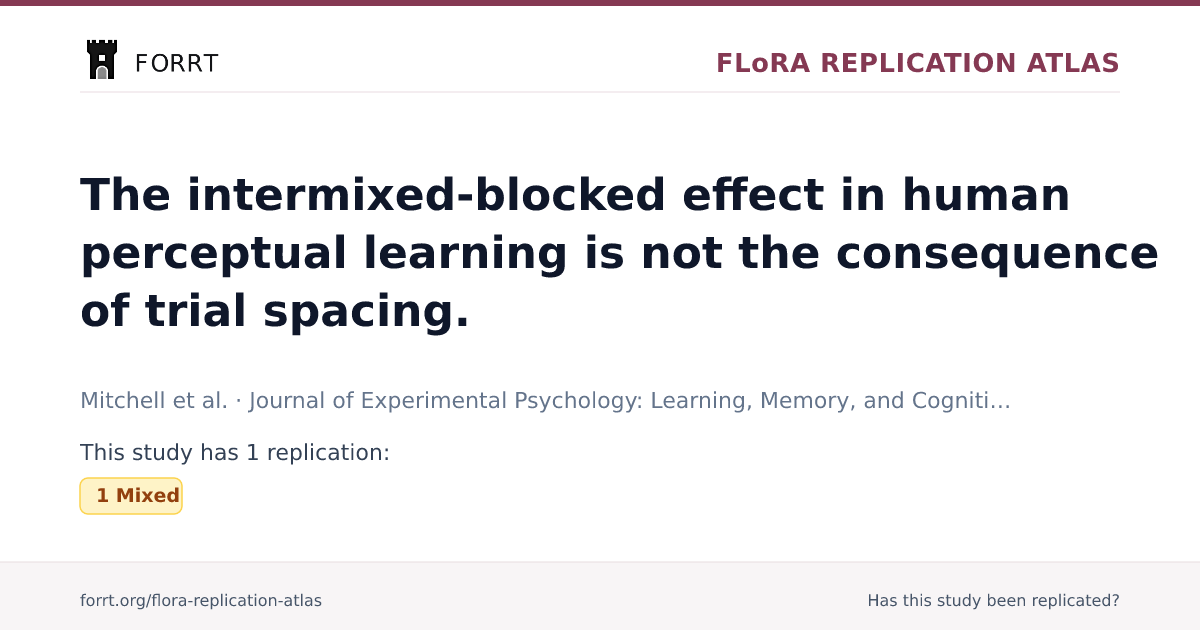 FORRT
FLoRA REPLICATION ATLAS
The intermixed-blocked effect in human
perceptual learning is not the consequence
of trial spacing.
Mitchell et al. · Journal of Experimental Psychology: Learning, Memory, and Cogniti…
This study has 1 replication:
1 Mixed
forrt.org/flora-replication-atlas
Has this study been replicated?